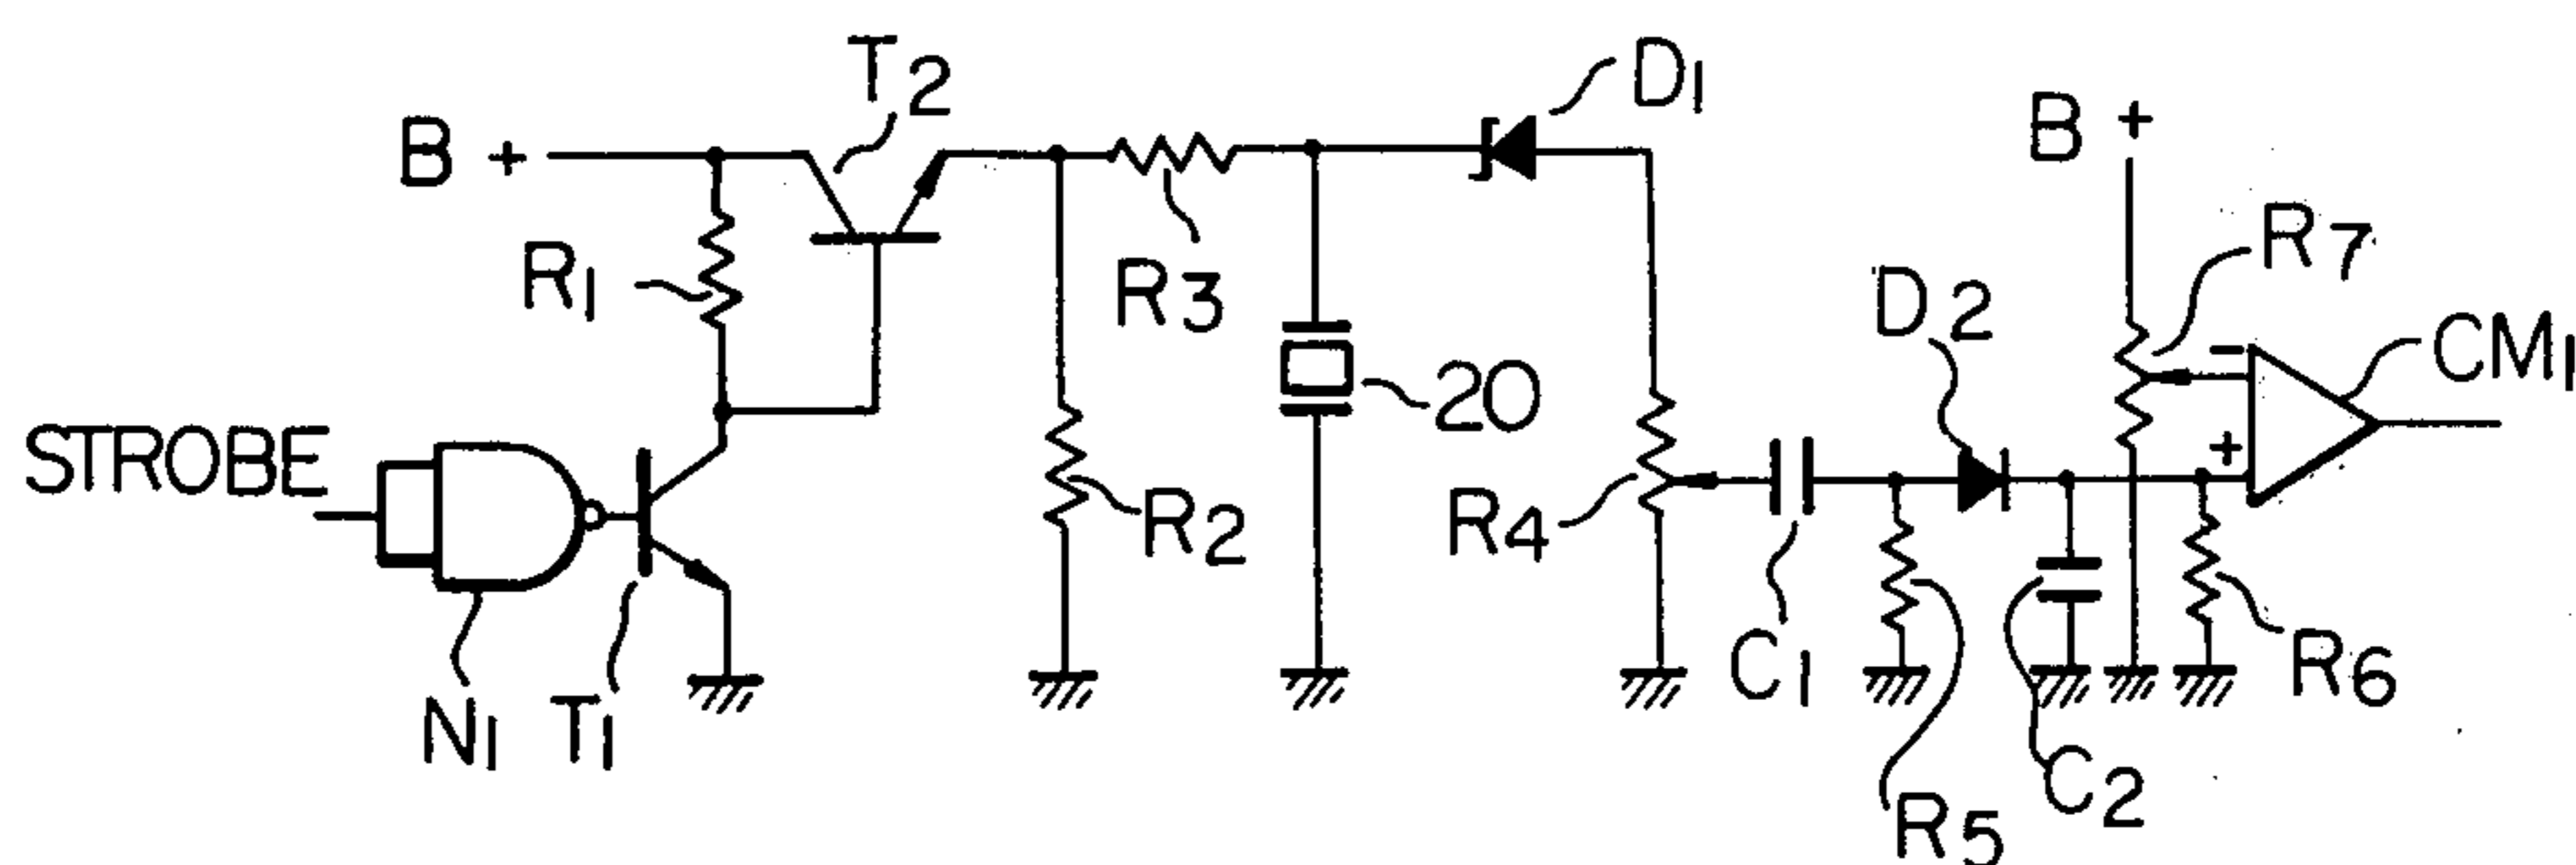 T2
D1
B +
B +
R1
R3
R7
D2
CM1
20
STROBE
R2
R4
C1
R6
N1
T1
C2
R5
-
+